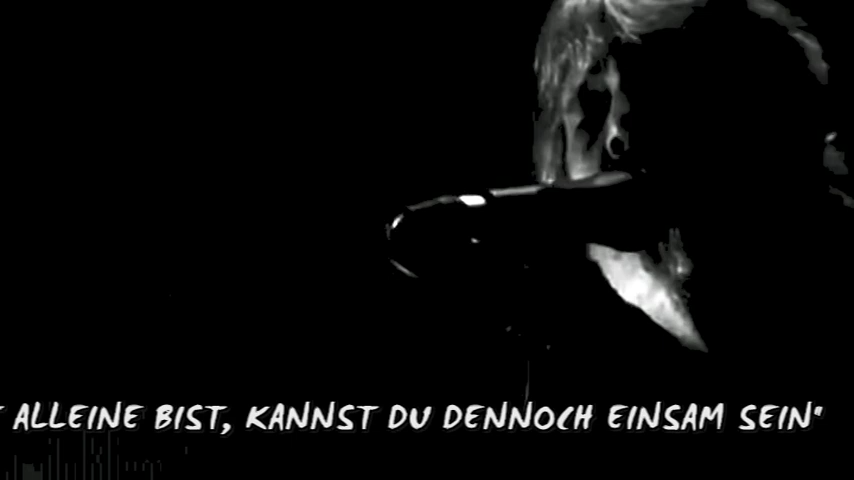 ALLEINE BIST, KANNST DU DENNOCH EINSAM SEIN"